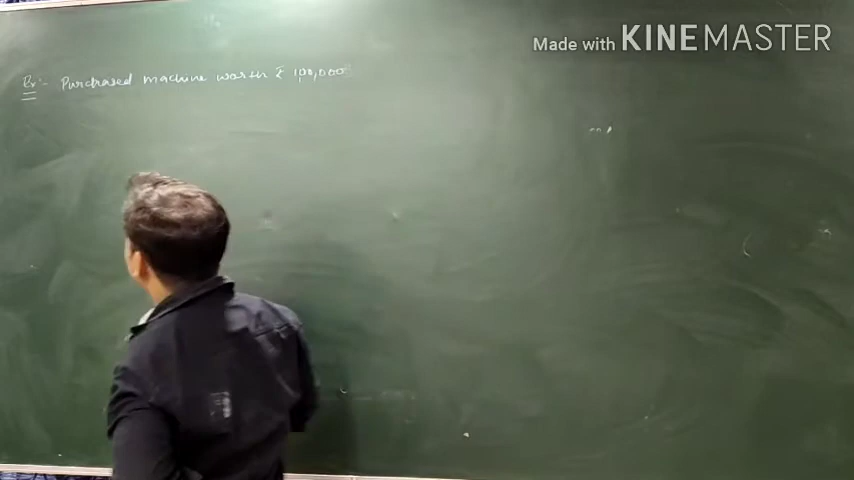 Made with KINEMASTER
Ex:- Purchased machine worth ₹ 1,00,000